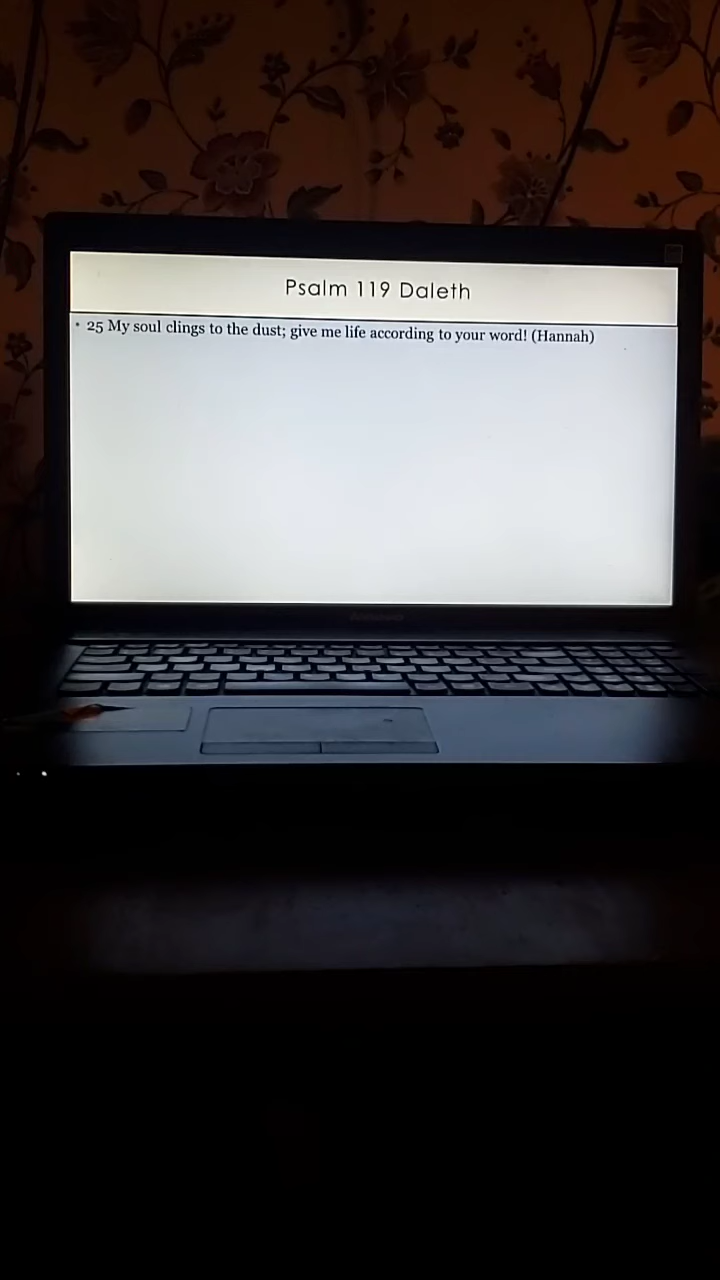 Psalm 119 Daleth
• 25 My soul clings to the dust; give me life according to your word! (Hannah)